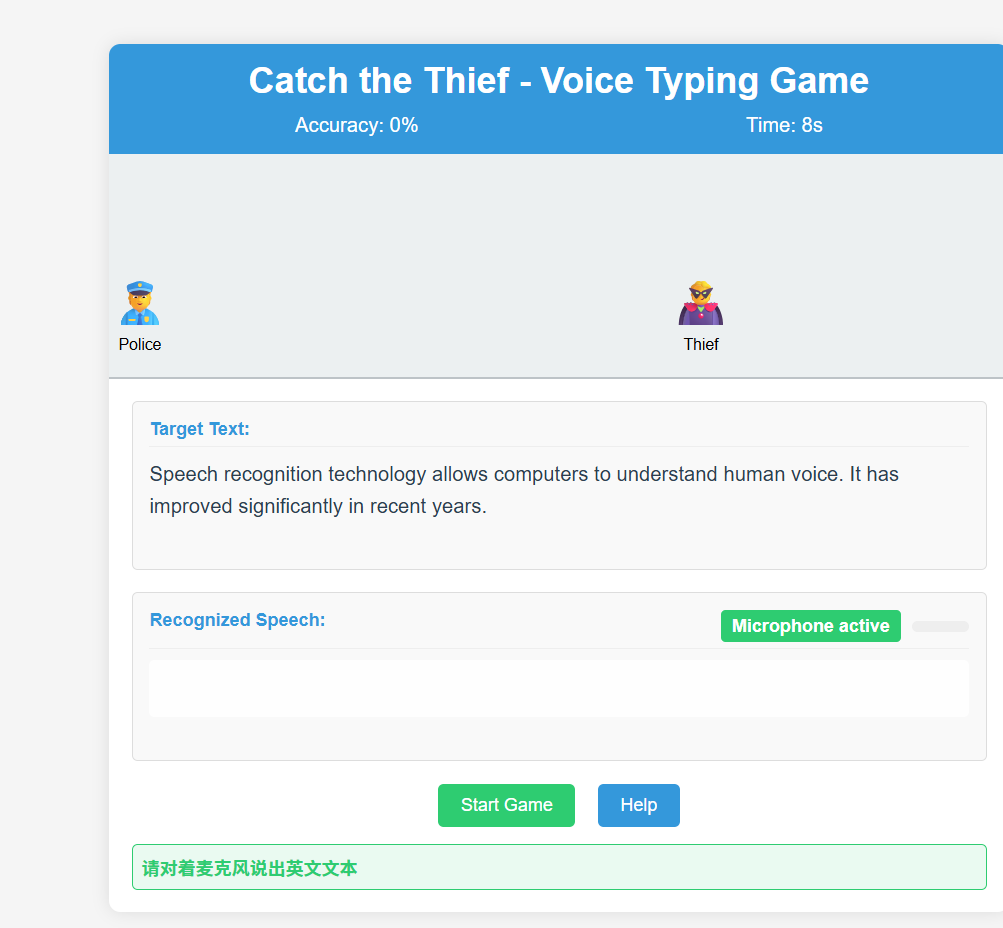 Catch the Thief - Voice Typing Game
Accuracy: 0%
Time: 8s
Police
Thief
Target Text:
Speech recognition technology allows computers to understand human voice. It has
improved significantly in recent years.
Recognized Speech:
Microphone active
Start Game
Help
请对着麦克风说出英文文本